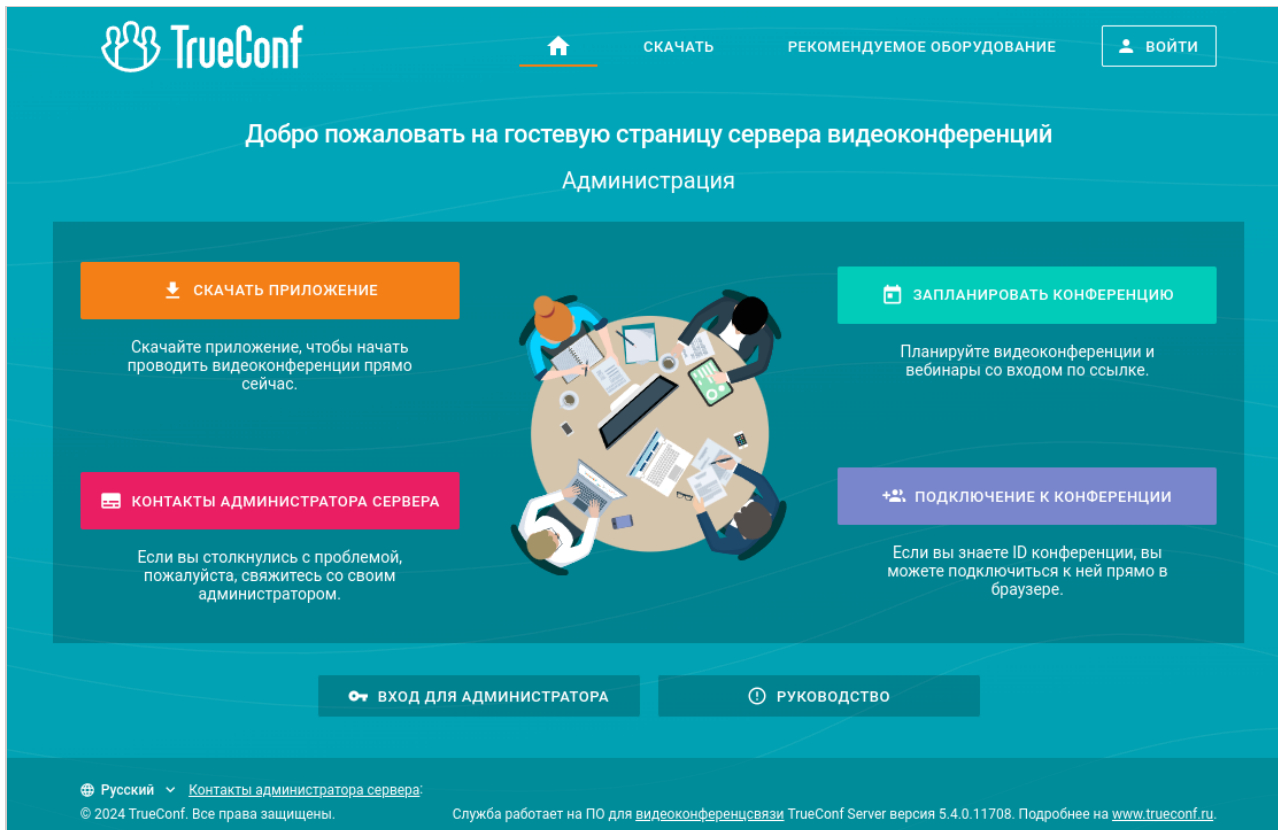 TrueConf
СКАЧАТЬ
РЕКОМЕНДУЕМОЕ ОБОРУДОВАНИЕ
ВОЙТИ
Добро пожаловать на гостевую страницу сервера видеоконференций
Администрация
СКАЧАТЬ ПРИЛОЖЕНИЕ
Скачайте приложение, чтобы начать
проводить видеоконференции прямо
сейчас.
ЗАПЛАНИРОВАТЬ КОНФЕРЕНЦИЮ
Планируйте видеоконференции и
вебинары со входом по ссылке.
КОНТАКТЫ АДМИНИСТРАТОРА СЕРВЕРА
Если вы столкнулись с проблемой,
пожалуйста, свяжитесь со своим
администратором.
ПОДКЛЮЧЕНИЕ К КОНФЕРЕНЦИИ
Если вы знаете ID конференции, вы
можете подключиться к ней прямо в
браузере.
ВХОД ДЛЯ АДМИНИСТРАТОРА
РУКОВОДСТВО
Русский
Контакты администратора сервера:
© 2024 TrueConf. Все права защищены.
Служба работает на ПО для видеоконференцсвязи TrueConf Server версия 5.4.0.11708. Подробнее на www.trueconf.ru.